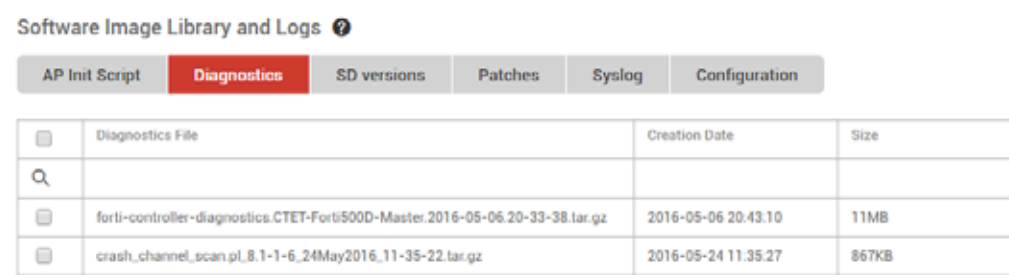 Software Image Library and Logs ?
AP Init Script Diagnostics SD versions Patches Syslog Configuration
Diagnostics File Creation Date Size
forti-controller-diagnostics.CTET-Forti500D-Master.2016-05-06.20-33-38.tar.gz 2016-05-06 20:43:10 11MB
crash_channel_scan.pl_8.1-1-6_24May2016_11-35-22.tar.gz 2016-05-24 11:35:27 867KB